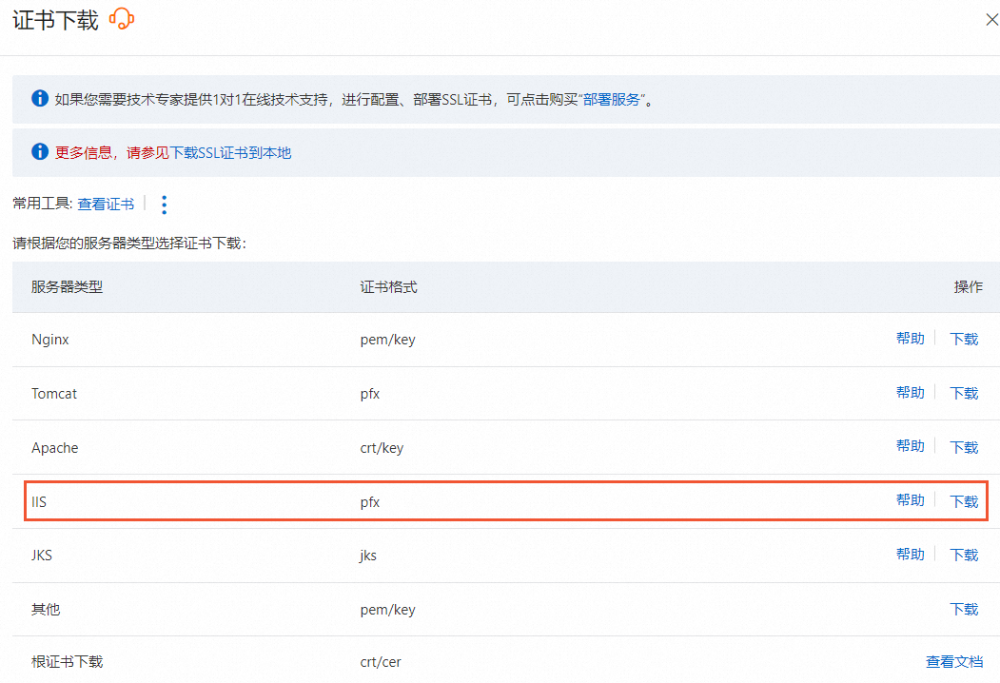 证书下载
如果您需要技术专家提供1对1在线技术支持，进行配置、部署SSL证书，可点击购买“部署服务”。
更多信息，请参见下载SSL证书到本地
常用工具: 查看证书
请根据您的服务器类型选择证书下载：
服务器类型 证书格式 操作
Nginx pem/key 帮助 下载
Tomcat pfx 帮助 下载
Apache crt/key 帮助 下载
IIS pfx 帮助 下载
JKS jks 帮助 下载
其他 pem/key 下载
根证书下载 crt/cer 查看文档